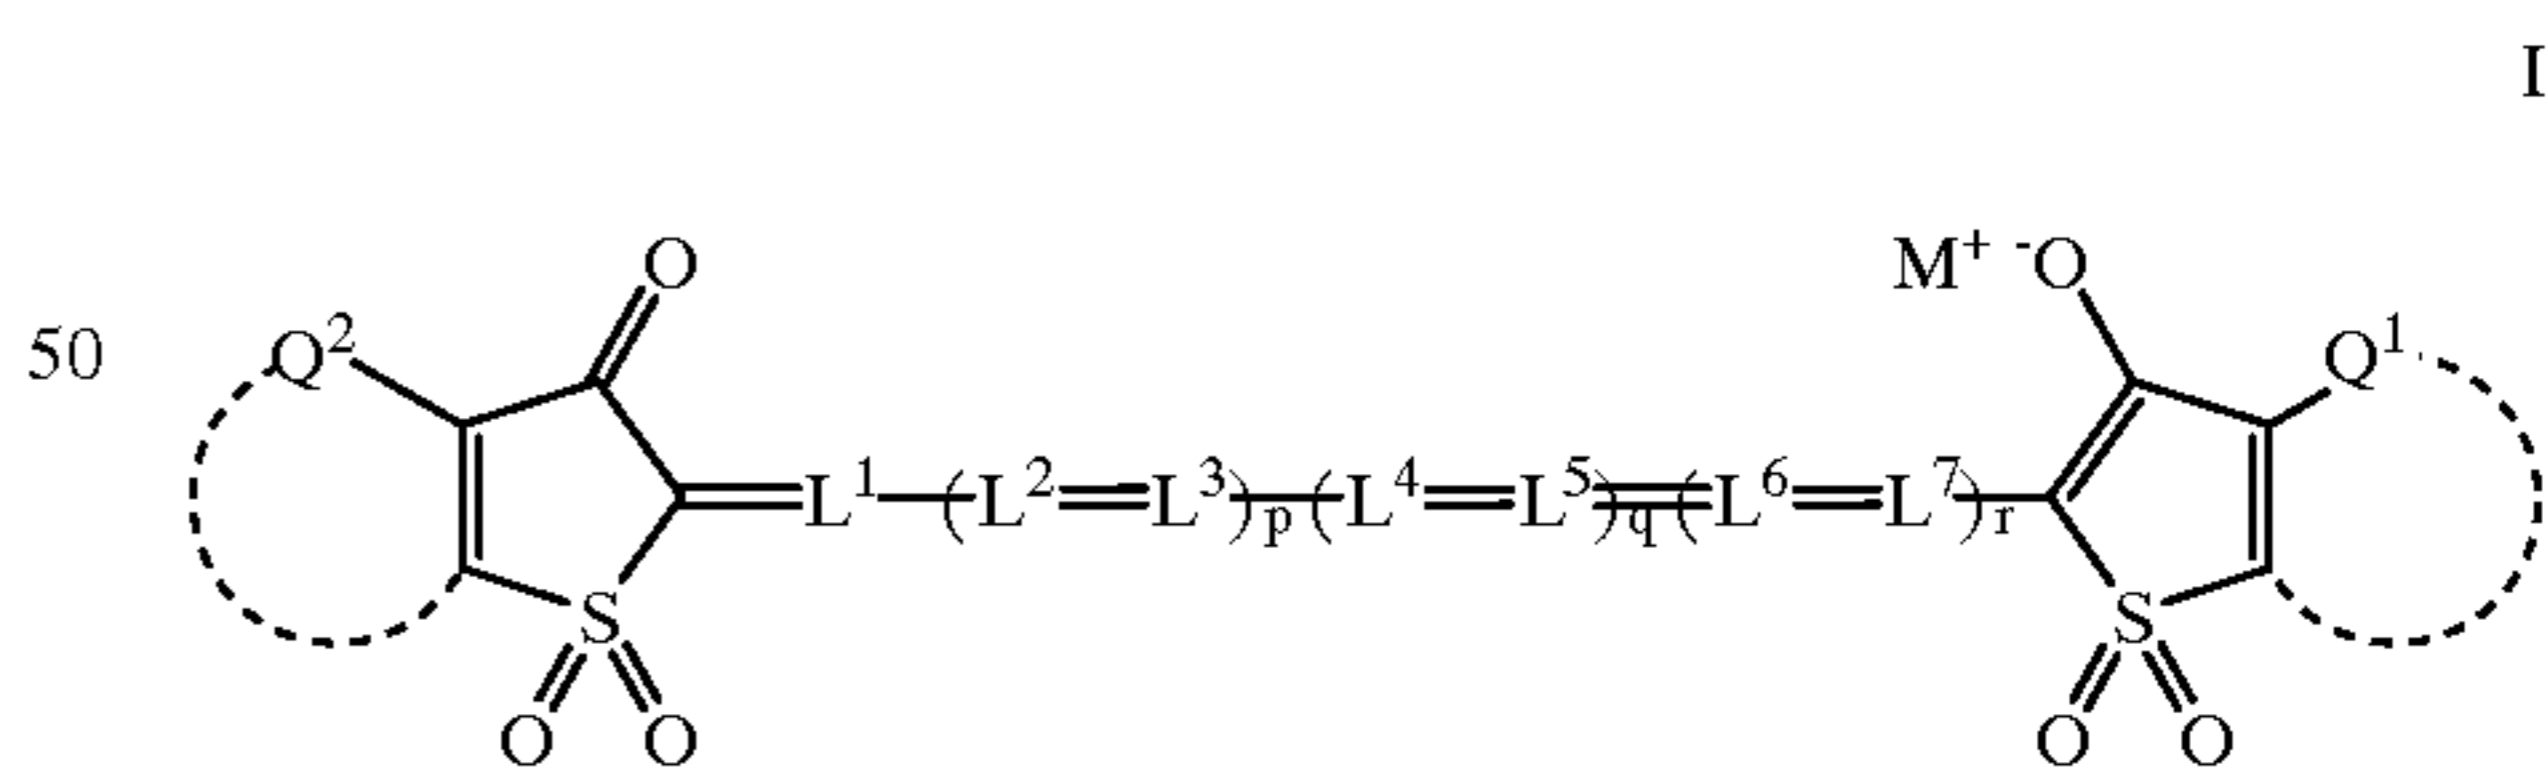 I
O M+ -O
50 Q2 Q1
L1—(L2=L3)p(L4=L5)q(L6=L7)r
S S
O O O O